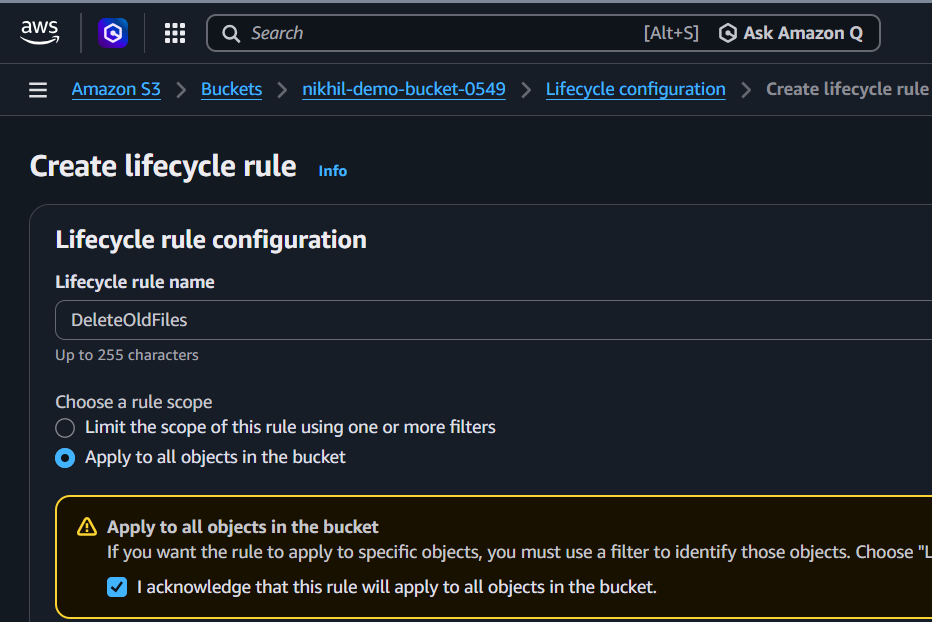 aws
Search [Alt+S] Ask Amazon Q
Amazon S3 > Buckets > nikhil-demo-bucket-0549 > Lifecycle configuration > Create lifecycle rule
Create lifecycle rule Info
Lifecycle rule configuration
Lifecycle rule name
DeleteOldFiles
Up to 255 characters
Choose a rule scope
Limit the scope of this rule using one or more filters
Apply to all objects in the bucket
Apply to all objects in the bucket
If you want the rule to apply to specific objects, you must use a filter to identify those objects. Choose "L
I acknowledge that this rule will apply to all objects in the bucket.